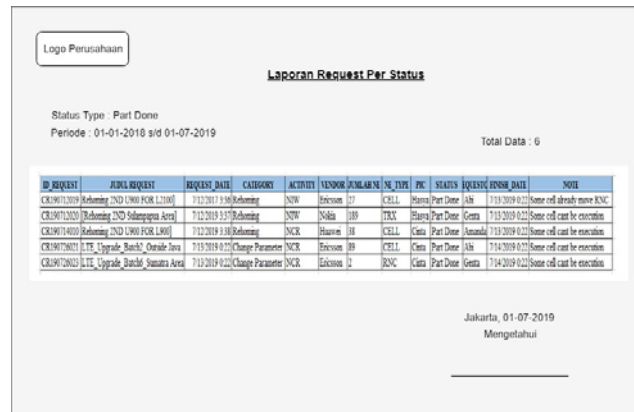 Logo Perusahaan
Laporan Request Per Status
Status Type : Part Done
Periode : 01-01-2018 s/d 01-07-2019
Total Data : 6
ID_REQUEST JUDUL REQUEST REQUEST_DATE CATEGORY ACTIVITY VENDOR JUMLAH NE NE_TYPE PIC STATUS EQUESTO FINISH_DATE NOTE
CR190712019 [Rehoming 2ND U900 FOR L2100] 7/12/2017 3:36 Rehoming NIW Ericsson 27 CELL Hasya Part Done Abi 7/13/2019 0:22 Some cell already move RNC
CR190712020 [Rehoming 2ND Sulampapua Area] 7/12/2019 3:37 Rehoming NIW Nokia 189 TRX Hasya Part Done Genta 7/13/2019 0:22 Some cell cant be execution
CR190714010 Rehoming 2ND U900 FOR L900] 7/12/2019 3:38 Rehoming NCR Huawei 38 CELL Cinta Part Done Amanda 7/13/2019 0:22 Some cell cant be execution
CR190726021 LTE_Upgrade_Batch2_Outside Java 7/13/2019 0:22 Change Parameter NCR Ericsson 89 CELL Cinta Part Done Abi 7/14/2019 0:22 Some cell cant be execution
CR190726023 LTE_Upgrade_Batch6_Sumatra Area 7/13/2019 0:22 Change Parameter NCR Ericsson 2 RNC Cinta Part Done Genta 7/14/2019 0:22 Some cell cant be execution
Jakarta, 01-07-2019
Mengetahui